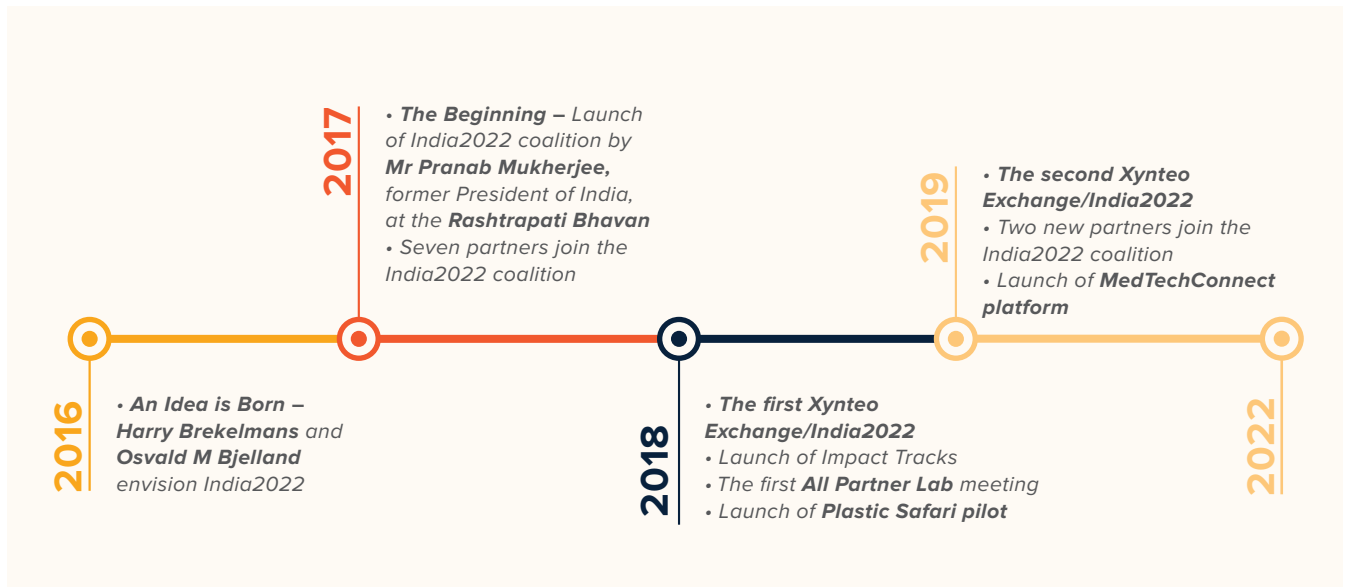 2016
• An Idea is Born –
Harry Brekelmans and
Osvald M Bjelland
envision India2022
2017
• The Beginning – Launch
of India2022 coalition by
Mr Pranab Mukherjee,
former President of India,
at the Rashtrapati Bhavan
• Seven partners join the
India2022 coalition
2018
• The first Xynteo
Exchange/India2022
• Launch of Impact Tracks
• The first All Partner Lab meeting
• Launch of Plastic Safari pilot
2019
• The second Xynteo
Exchange/India2022
• Two new partners join the
India2022 coalition
• Launch of MedTechConnect
platform
2022